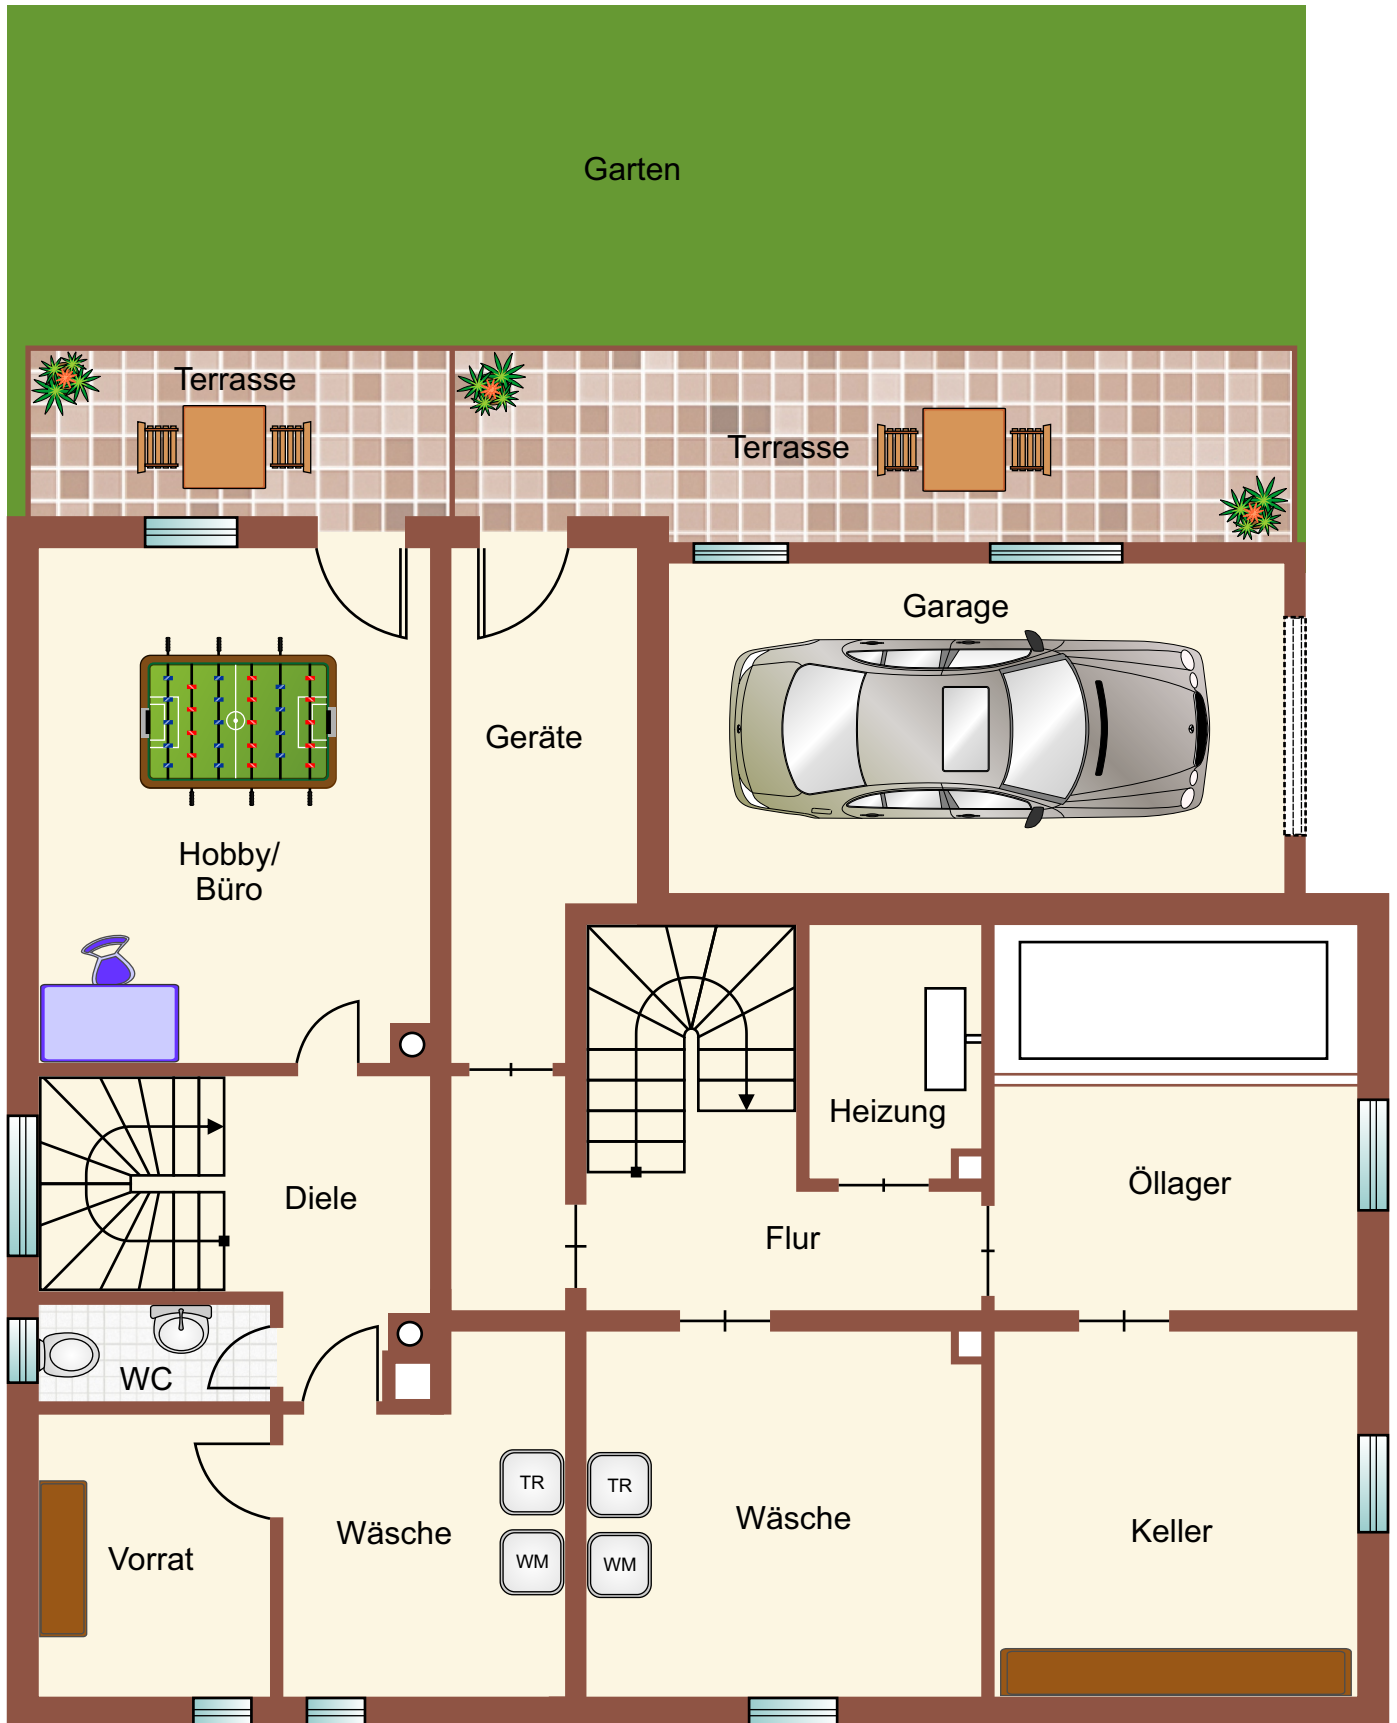 Garten
Terrasse
Terrasse
Garage
Geräte
Hobby/
Büro
Heizung
Öllager
Diele
Flur
WC
TR
TR
Wäsche
Wäsche
Keller
Vorrat
WM
WM